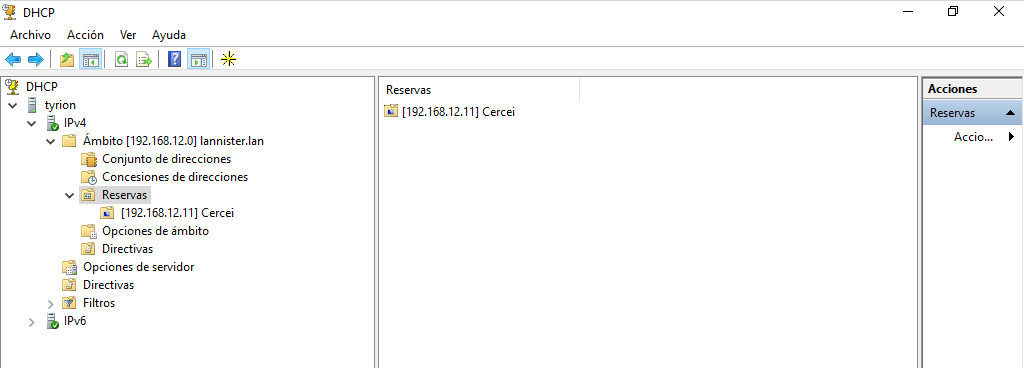 DHCP
Archivo Acción Ver Ayuda
DHCP
tyrion
IPv4
Ámbito [192.168.12.0] lannister.lan
Conjunto de direcciones
Concesiones de direcciones
Reservas
[192.168.12.11] Cercei
Opciones de ámbito
Directivas
Opciones de servidor
Directivas
Filtros
IPv6
Reservas
[192.168.12.11] Cercei
Acciones
Reservas
Accio...